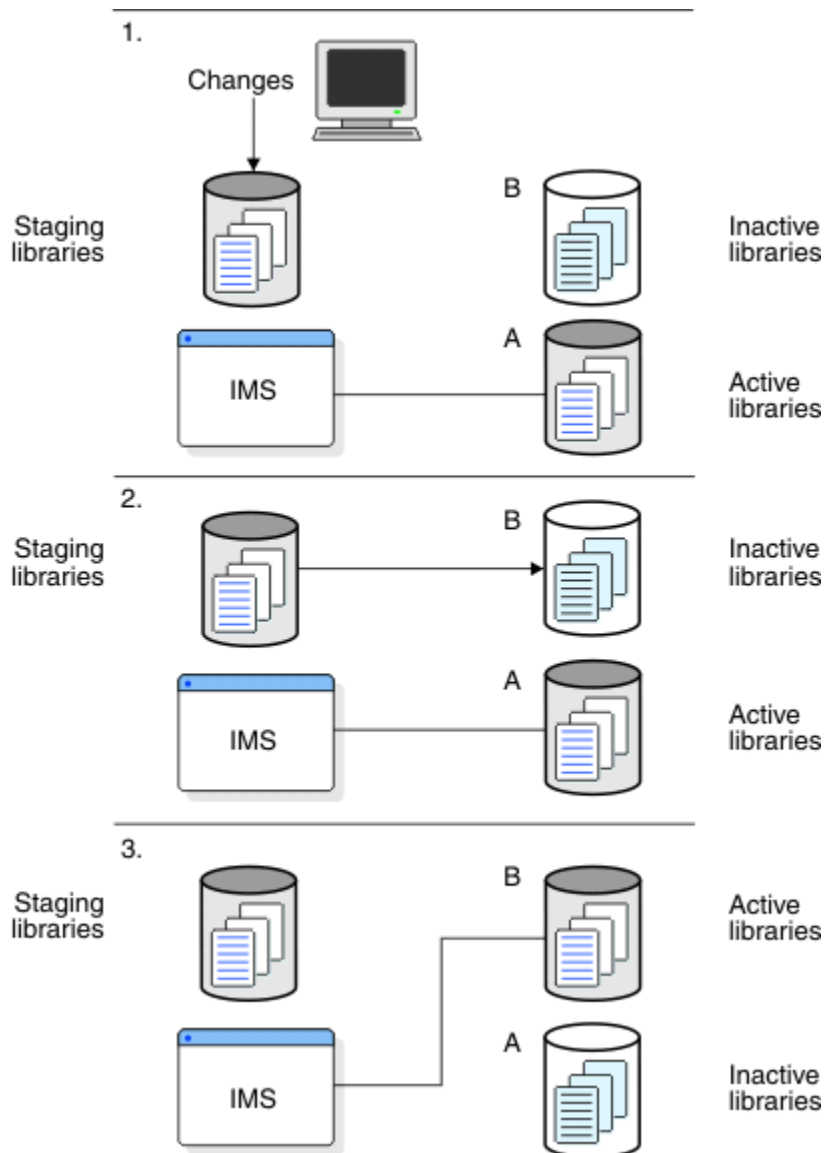 1.
Changes
Staging
libraries
B
Inactive
libraries
IMS
A
Active
libraries
2.
Staging
libraries
B
Inactive
libraries
IMS
A
Active
libraries
3.
Staging
libraries
B
Active
libraries
IMS
A
Inactive
libraries